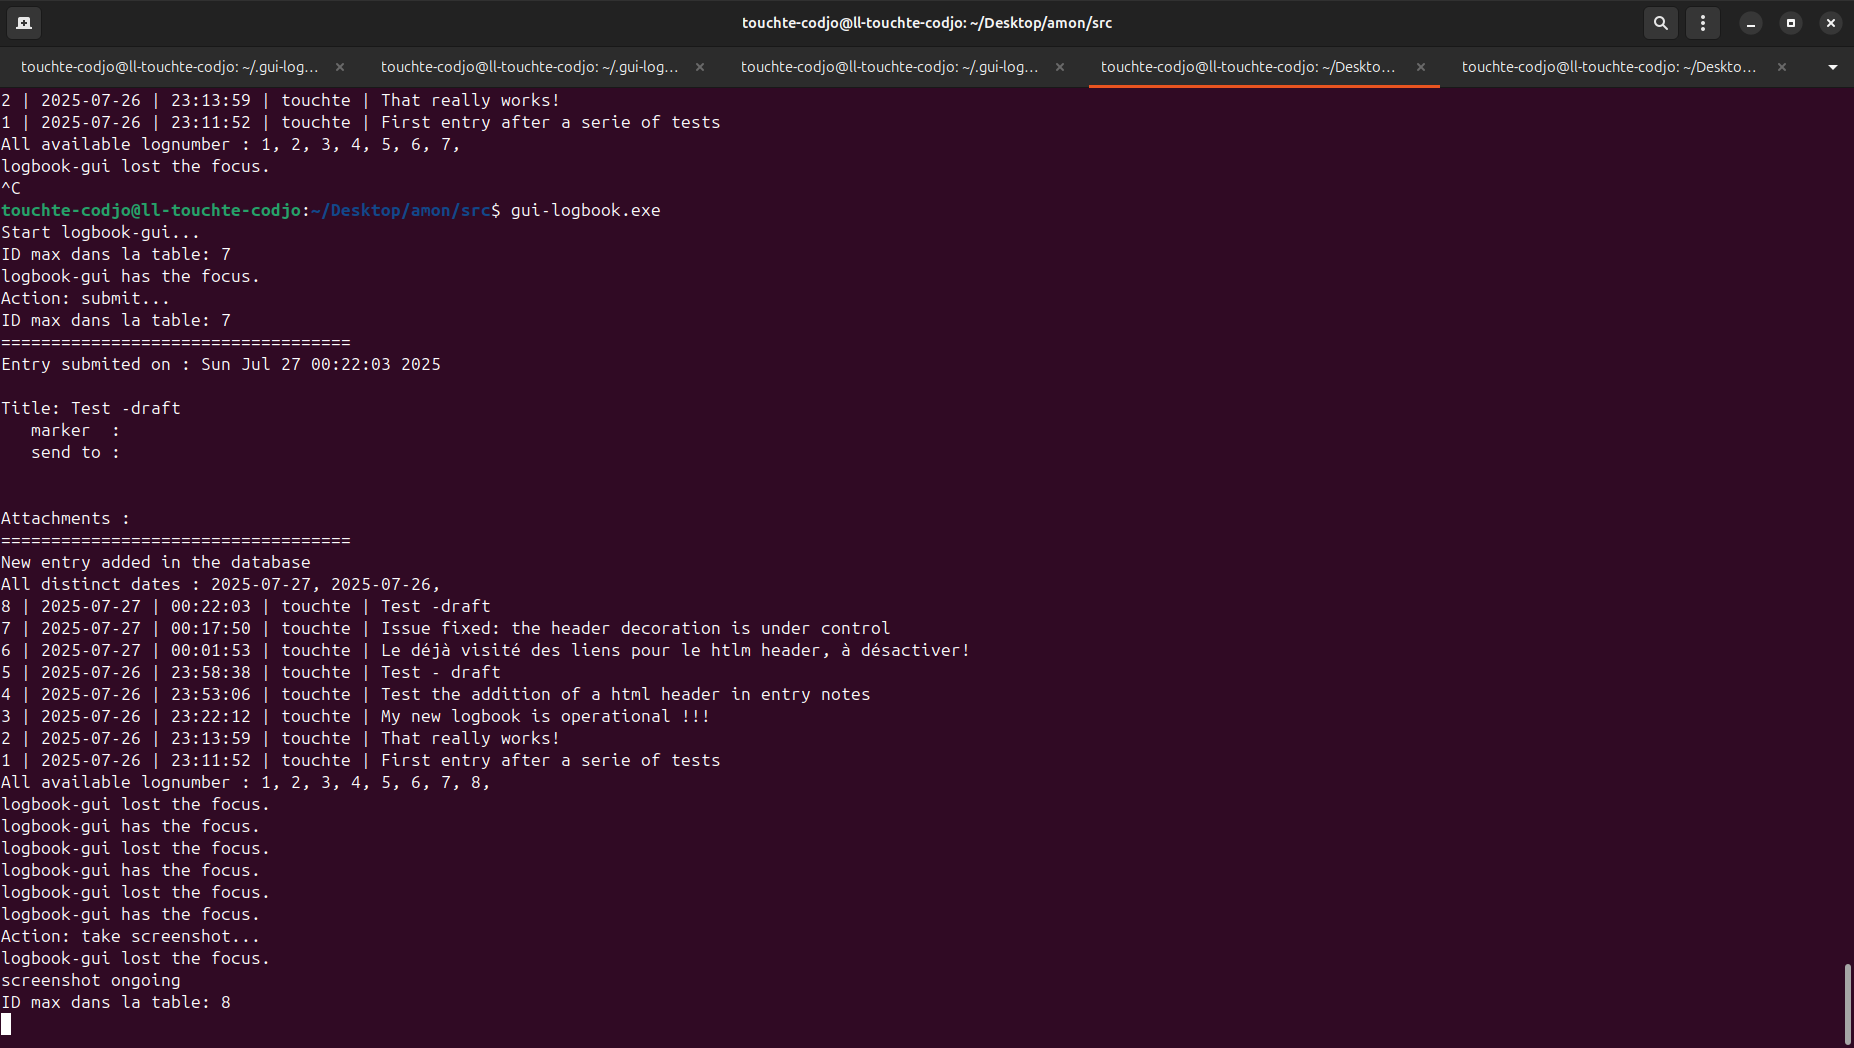 touchte-codjo@ll-touchte-codjo: ~/Desktop/amon/src
touchte-codjo@ll-touchte-codjo: ~/.gui-log... touchte-codjo@ll-touchte-codjo: ~/.gui-log... touchte-codjo@ll-touchte-codjo: ~/.gui-log... touchte-codjo@ll-touchte-codjo: ~/Deskto... touchte-codjo@ll-touchte-codjo: ~/Deskto...
2 | 2025-07-26 | 23:13:59 | touchte | That really works!
1 | 2025-07-26 | 23:11:52 | touchte | First entry after a serie of tests
All available lognumber : 1, 2, 3, 4, 5, 6, 7,
logbook-gui lost the focus.
^C
touchte-codjo@ll-touchte-codjo:~/Desktop/amon/src$ gui-logbook.exe
Start logbook-gui...
ID max dans la table: 7
logbook-gui has the focus.
Action: submit...
ID max dans la table: 7
===================================
Entry submited on : Sun Jul 27 00:22:03 2025
Title: Test -draft
marker  :
send to :
Attachments :
===================================
New entry added in the database
All distinct dates : 2025-07-27, 2025-07-26,
8 | 2025-07-27 | 00:22:03 | touchte | Test -draft
7 | 2025-07-27 | 00:17:50 | touchte | Issue fixed: the header decoration is under control
6 | 2025-07-27 | 00:01:53 | touchte | Le déjà visité des liens pour le htlm header, à désactiver!
5 | 2025-07-26 | 23:58:38 | touchte | Test - draft
4 | 2025-07-26 | 23:53:06 | touchte | Test the addition of a html header in entry notes
3 | 2025-07-26 | 23:22:12 | touchte | My new logbook is operational !!!
2 | 2025-07-26 | 23:13:59 | touchte | That really works!
1 | 2025-07-26 | 23:11:52 | touchte | First entry after a serie of tests
All available lognumber : 1, 2, 3, 4, 5, 6, 7, 8,
logbook-gui lost the focus.
logbook-gui has the focus.
logbook-gui lost the focus.
logbook-gui has the focus.
logbook-gui lost the focus.
logbook-gui has the focus.
Action: take screenshot...
logbook-gui lost the focus.
screenshot ongoing
ID max dans la table: 8